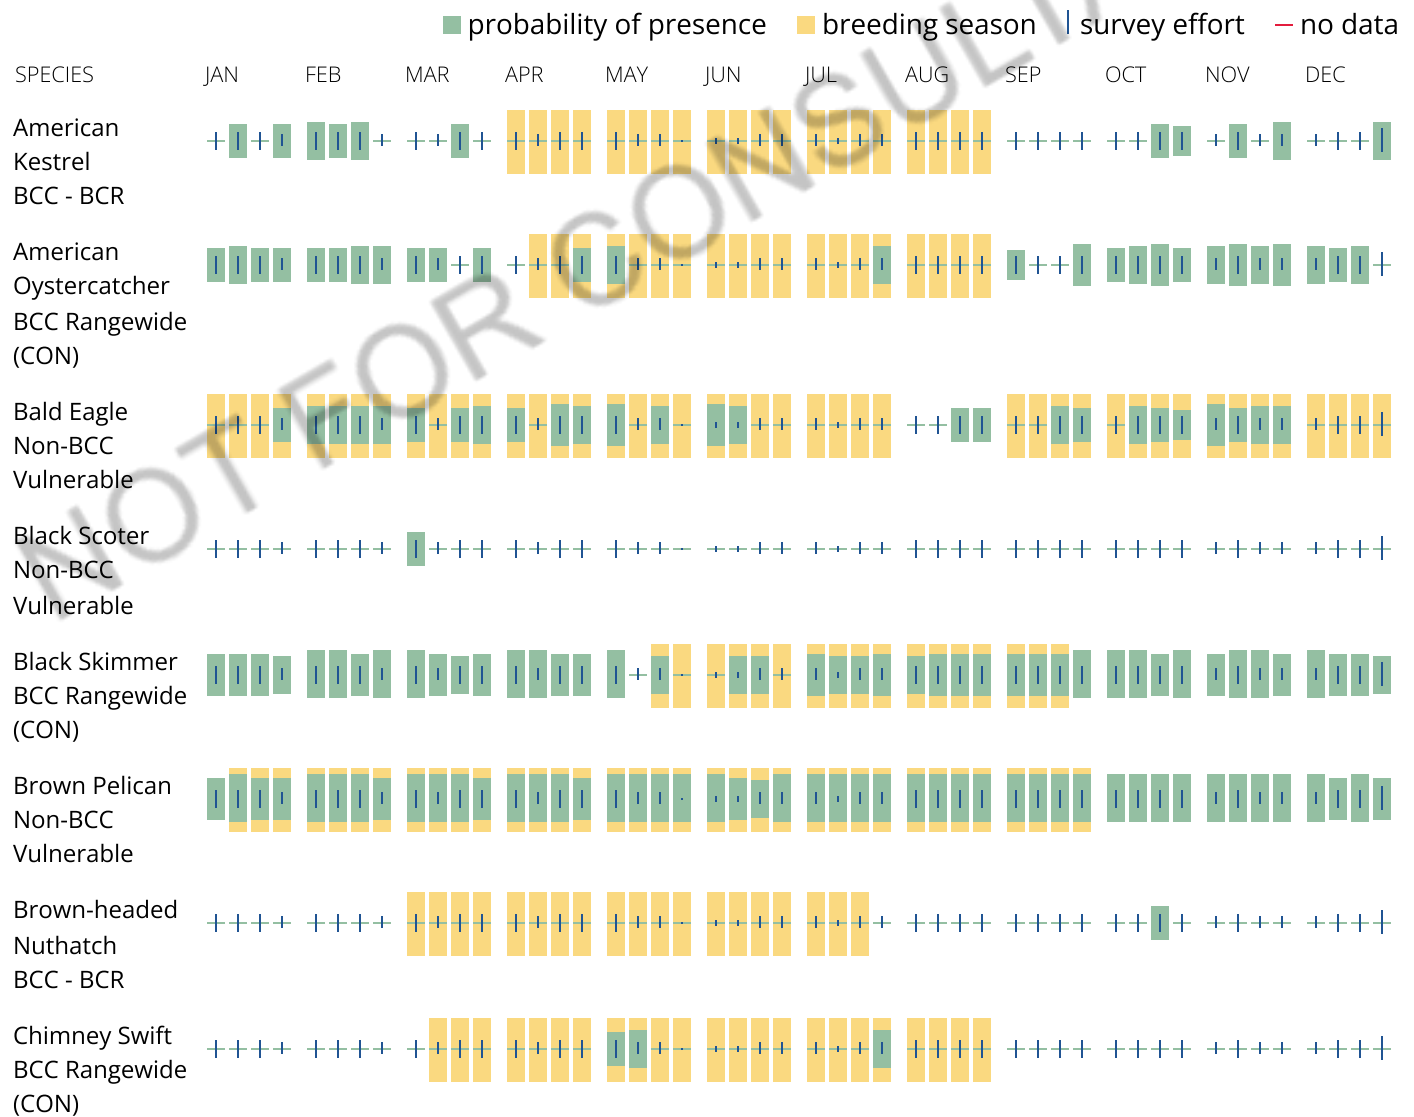 probability of presence breeding season survey effort no data
SPECIES JAN FEB MAR APR MAY JUN JUL AUG SEP OCT NOV DEC
American
Kestrel
BCC - BCR
American
Oystercatcher
BCC Rangewide
(CON)
Bald Eagle
Non-BCC
Vulnerable
Black Scoter
Non-BCC
Vulnerable
Black Skimmer
BCC Rangewide
(CON)
Brown Pelican
Non-BCC
Vulnerable
Brown-headed
Nuthatch
BCC - BCR
Chimney Swift
BCC Rangewide
(CON)
NOT FOR CONSULTA